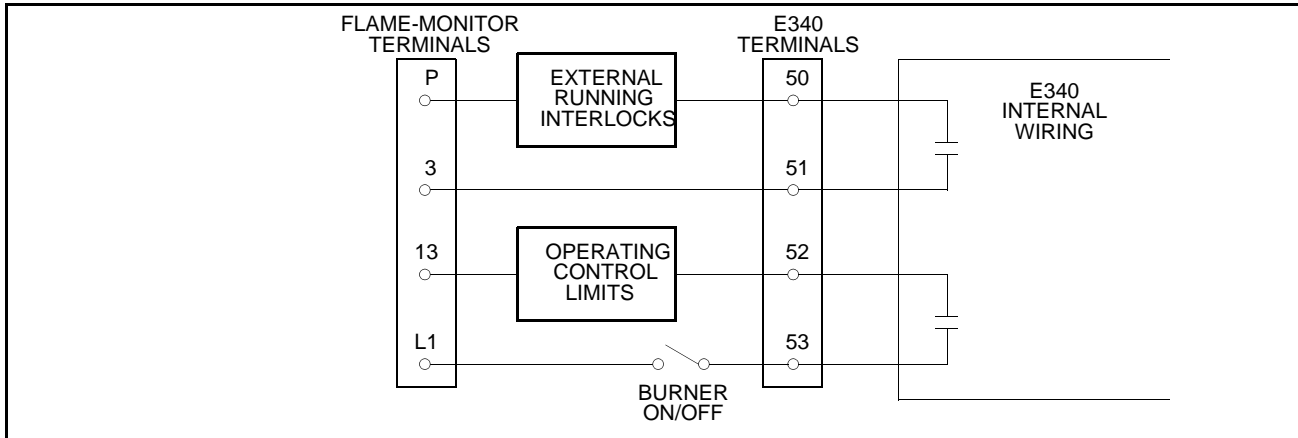 FLAME-MONITOR
TERMINALS
E340
TERMINALS
P
EXTERNAL
RUNNING
INTERLOCKS
50
E340
INTERNAL
WIRING
3
51
13
OPERATING
CONTROL
LIMITS
52
L1
53
BURNER
ON/OFF